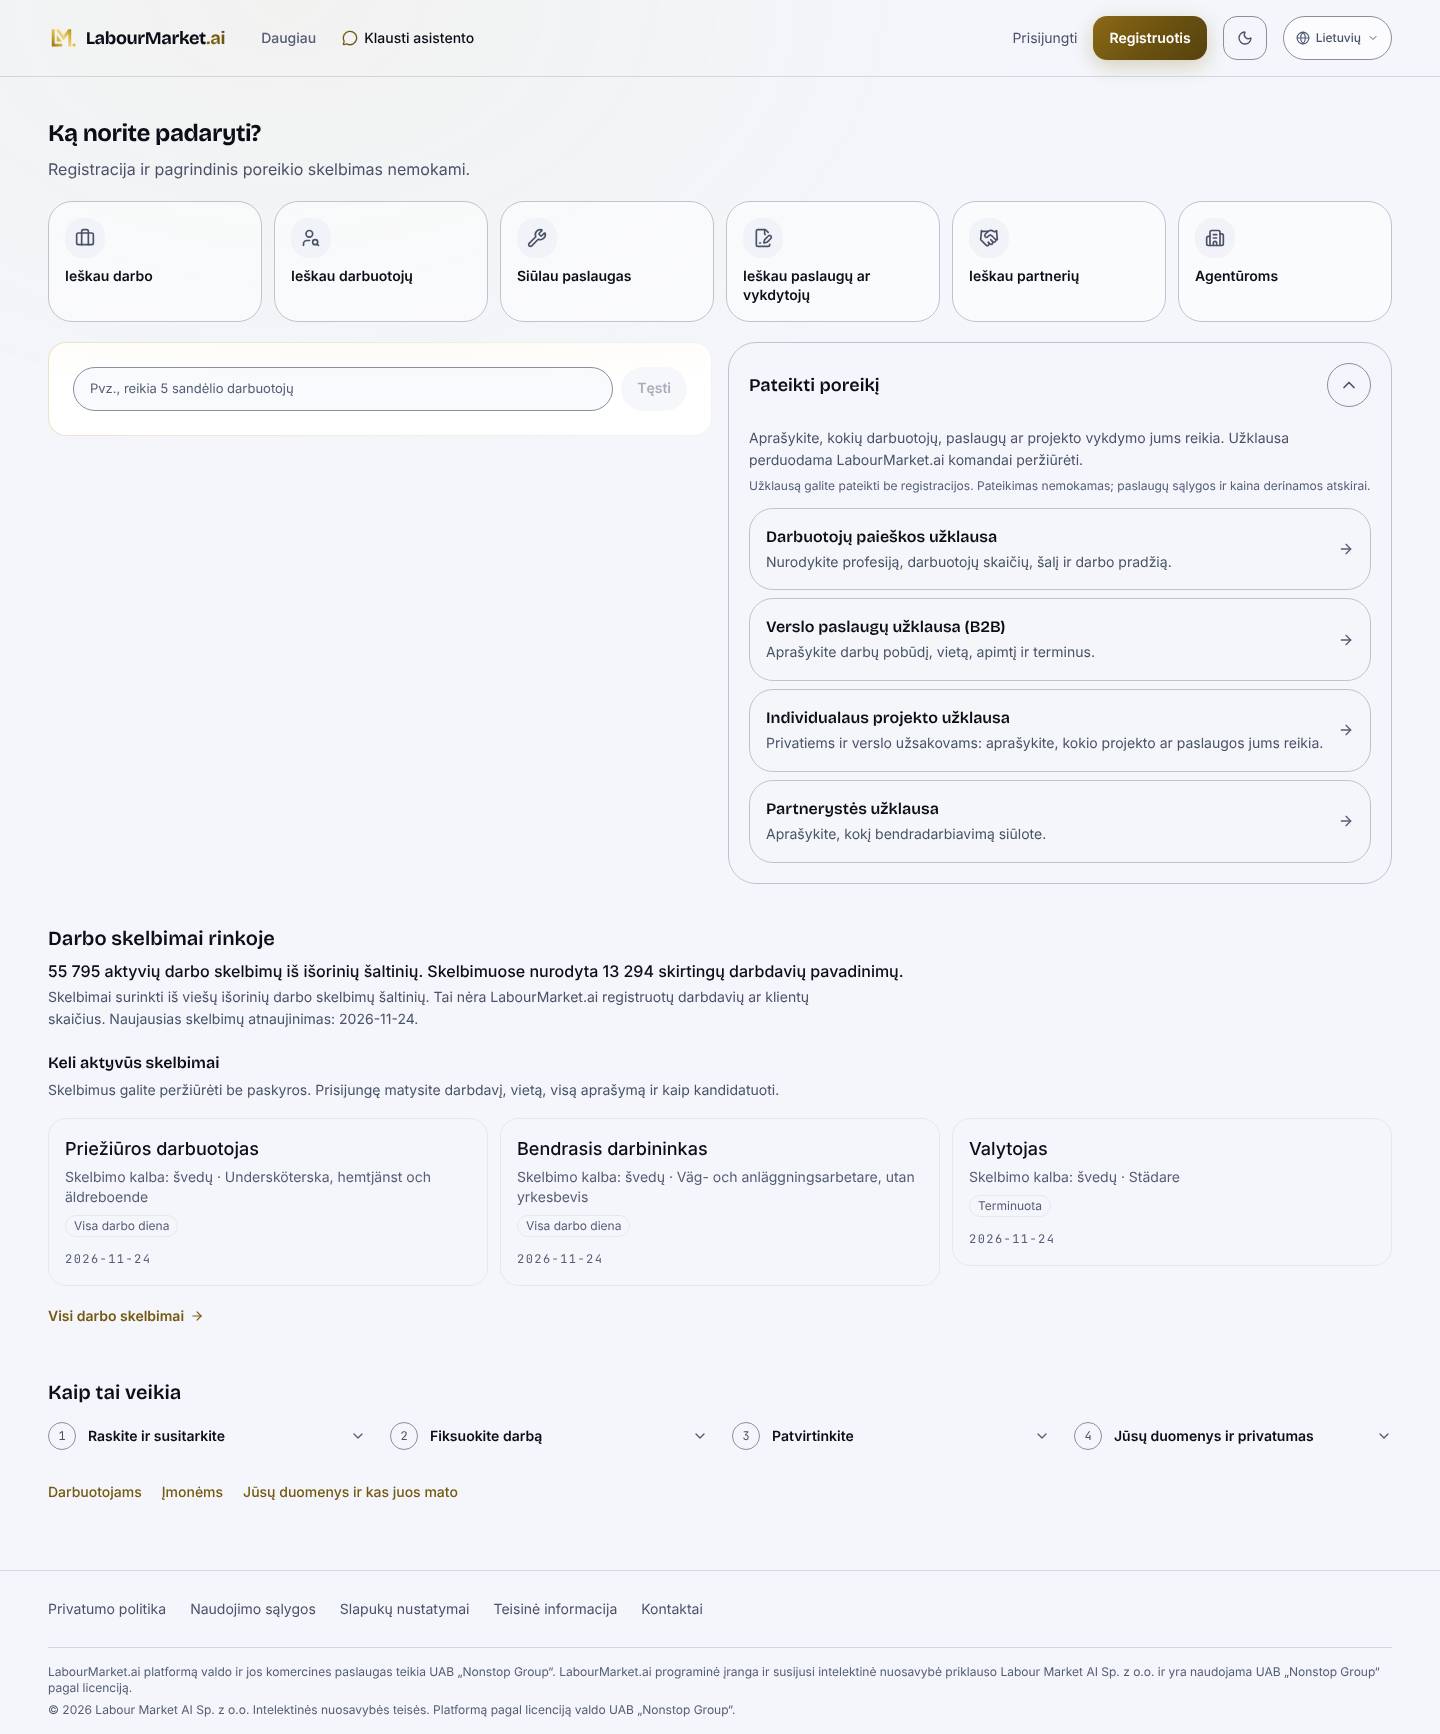 LabourMarket.ai
Daugiau
Klausti asistento
Prisijungti
Registruotis
Lietuvių
Ką norite padaryti?
Registracija ir pagrindinis poreikio skelbimas nemokami.
Ieškau darbo
Ieškau darbuotojų
Siūlau paslaugas
Ieškau paslaugų ar
vykdytojų
Ieškau partnerių
Agentūroms
Pvz., reikia 5 sandėlio darbuotojų
Tęsti
Pateikti poreikį
Aprašykite, kokių darbuotojų, paslaugų ar projekto vykdymo jums reikia. Užklausa
perduodama LabourMarket.ai komandai peržiūrėti.
Užklausą galite pateikti be registracijos. Pateikimas nemokamas; paslaugų sąlygos ir kaina derinamos atskirai.
Darbuotojų paieškos užklausa
Nurodykite profesiją, darbuotojų skaičių, šalį ir darbo pradžią.
Verslo paslaugų užklausa (B2B)
Aprašykite darbų pobūdį, vietą, apimtį ir terminus.
Individualaus projekto užklausa
Privatiems ir verslo užsakovams: aprašykite, kokio projekto ar paslaugos jums reikia.
Partnerystės užklausa
Aprašykite, kokį bendradarbiavimą siūlote.
Darbo skelbimai rinkoje
55 795 aktyvių darbo skelbimų iš išorinių šaltinių. Skelbimuose nurodyta 13 294 skirtingų darbdavių pavadinimų.
Skelbimai surinkti iš viešų išorinių darbo skelbimų šaltinių. Tai nėra LabourMarket.ai registruotų darbdavių ar klientų
skaičius. Naujausias skelbimų atnaujinimas: 2026-11-24.
Keli aktyvūs skelbimai
Skelbimus galite peržiūrėti be paskyros. Prisijungę matysite darbdavį, vietą, visą aprašymą ir kaip kandidatuoti.
Priežiūros darbuotojas
Skelbimo kalba: švedų · Undersköterska, hemtjänst och
äldreboende
Visa darbo diena
2026-11-24
Bendrasis darbininkas
Skelbimo kalba: švedų · Väg- och anläggningsarbetare, utan
yrkesbevis
Visa darbo diena
2026-11-24
Valytojas
Skelbimo kalba: švedų · Städare
Terminuota
2026-11-24
Visi darbo skelbimai
Kaip tai veikia
1 Raskite ir susitarkite
2 Fiksuokite darbą
3 Patvirtinkite
4 Jūsų duomenys ir privatumas
Darbuotojams
Įmonėms
Jūsų duomenys ir kas juos mato
Privatumo politika
Naudojimo sąlygos
Slapukų nustatymai
Teisinė informacija
Kontaktai
LabourMarket.ai platformą valdo ir jos komercines paslaugas teikia UAB „Nonstop Group“. LabourMarket.ai programinė įranga ir susijusi intelektinė nuosavybė priklauso Labour Market AI Sp. z o.o. ir yra naudojama UAB „Nonstop Group“
pagal licenciją.
© 2026 Labour Market AI Sp. z o.o. Intelektinės nuosavybės teisės. Platformą pagal licenciją valdo UAB „Nonstop Group“.